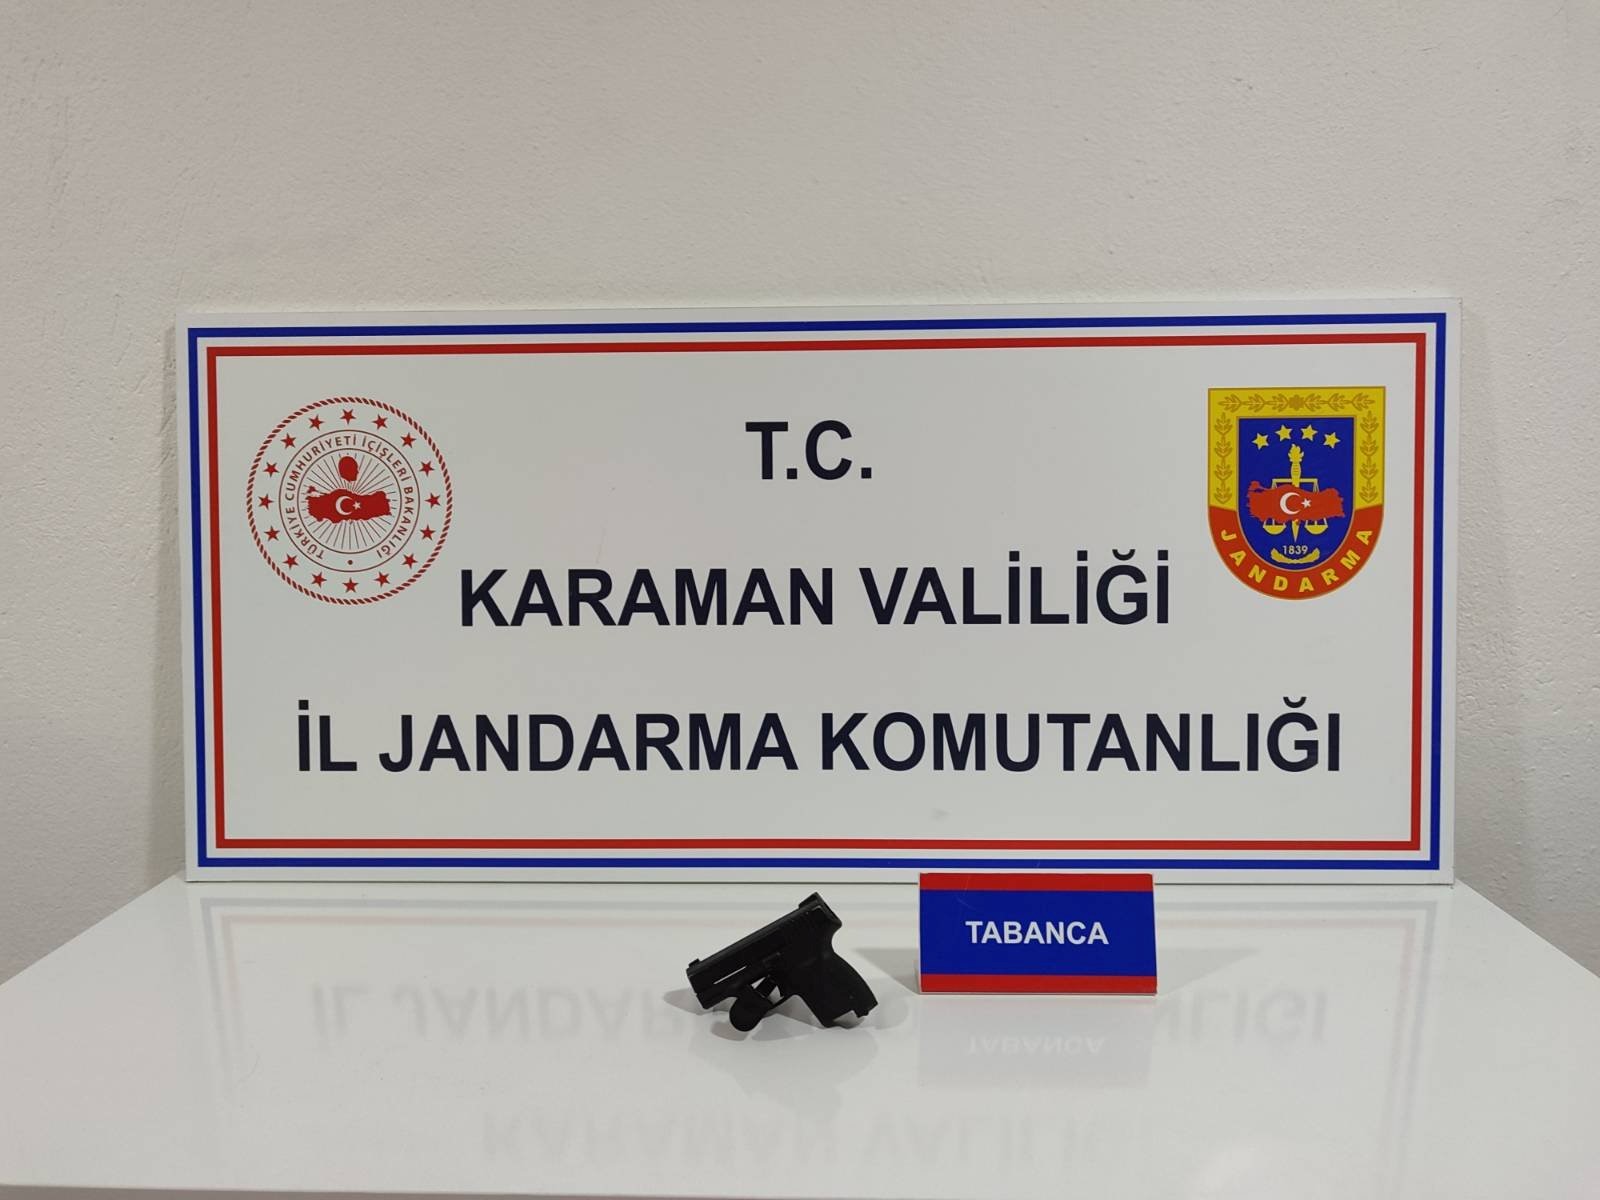 T.C.
KARAMAN VALİLİĞİ
İL JANDARMA KOMUTANLIĞI
TÜRKİYE CUMHURİYETİ İÇİŞLERİ BAKANLIĞI
1839
JANDARMA
TABANCA